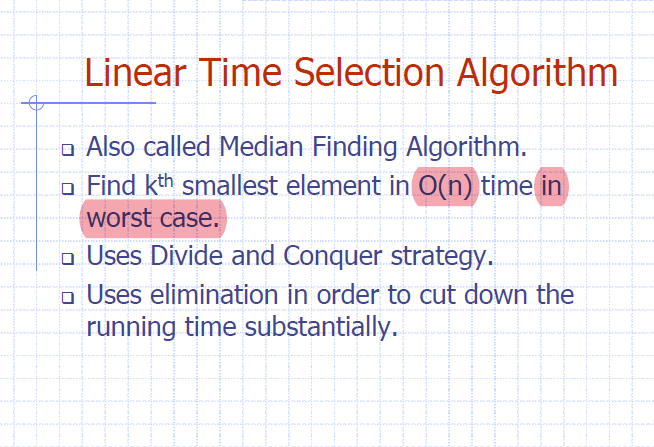 Linear Time Selection Algorithm
❑ Also called Median Finding Algorithm.
❑ Find kth smallest element in O(n) time in
worst case.
❑ Uses Divide and Conquer strategy.
❑ Uses elimination in order to cut down the
running time substantially.